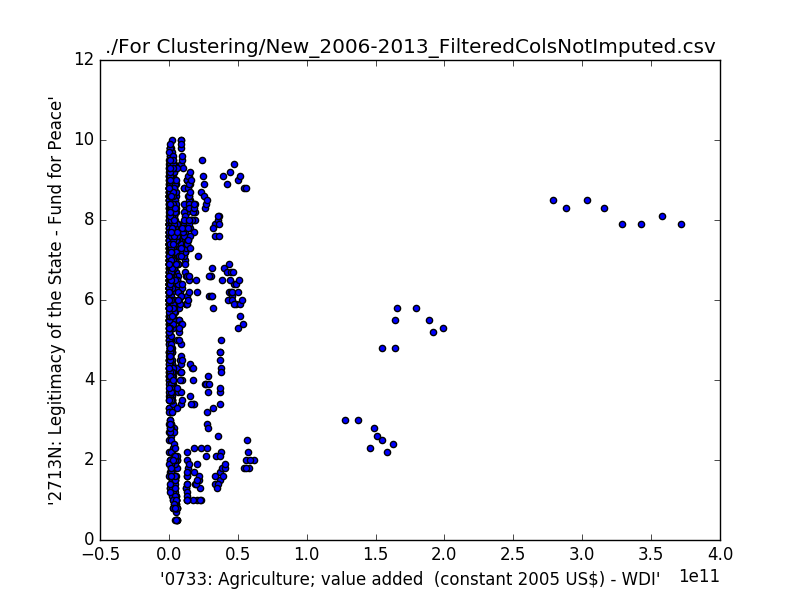 ./For Clustering/New_2006-2013_FilteredColsNotImputed.csv
12
10
8
6
4
2
0
'2713N: Legitimacy of the State - Fund for Peace'
−0.5 0.0 0.5 1.0 1.5 2.0 2.5 3.0 3.5 4.0
1e11
'0733: Agriculture; value added  (constant 2005 US$) - WDI'